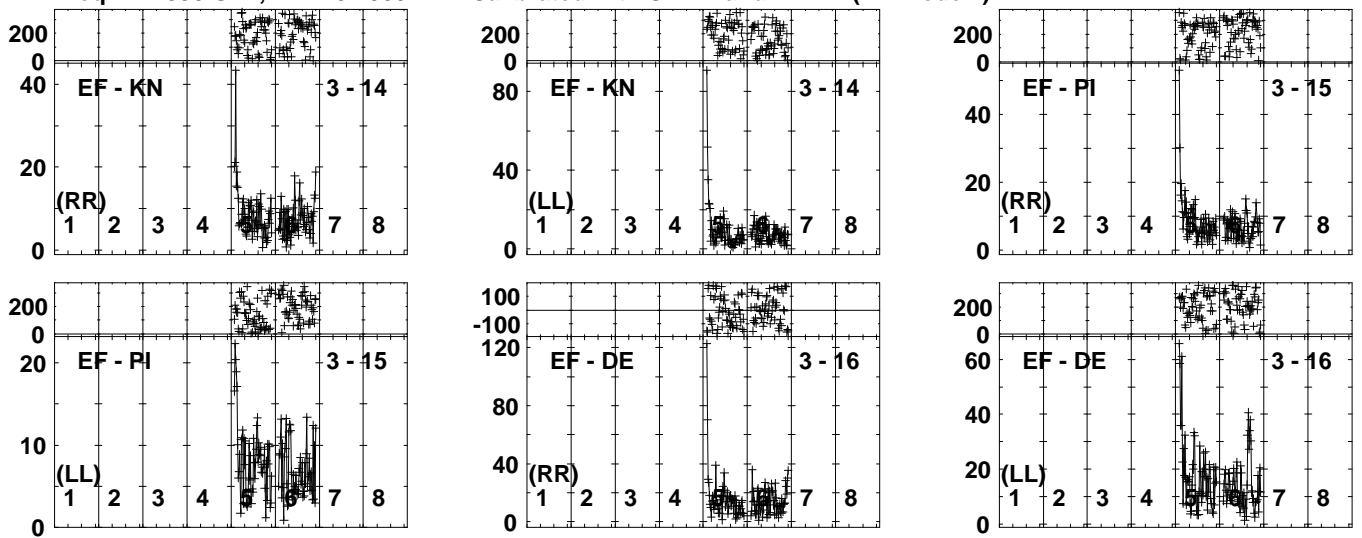 200 200 200
0 0 0
40 EF - KN 3 - 14 80 EF - KN 3 - 14 40 EF - PI 3 - 15
20 40 20
(RR) (LL) (RR)
1 2 3 4 5 6 7 8 1 2 3 4 5 6 7 8 1 2 3 4 5 6 7 8
0 0 0
200 100 200
0 -100 0
20 EF - PI 3 - 15 120 EF - DE 3 - 16 60 EF - DE 3 - 16
80 40
10 40 20
(LL) (RR) (LL)
1 2 3 4 5 6 7 8 1 2 3 4 5 6 7 8 1 2 3 4 5 6 7 8
0 0 0